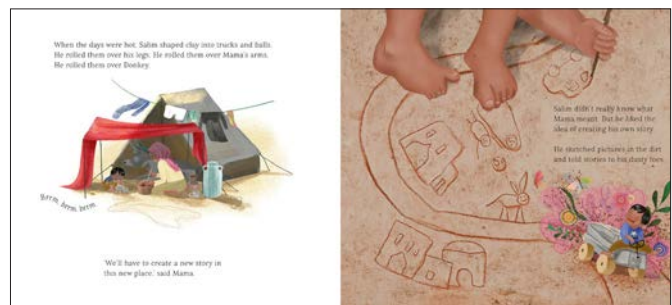 When the days were hot, Salim shaped clay into trucks and balls.
He rolled them over his legs. He rolled them over Mama's arms.
He rolled them over Donkey.
Brrm, brrm, brrm.
'We'll have to create a new story in
this new place,' said Mama.
Salim didn't really know what
Mama meant. But he liked the
idea of creating his own story.
He sketched pictures in the dirt
and told stories to his dusty toes.